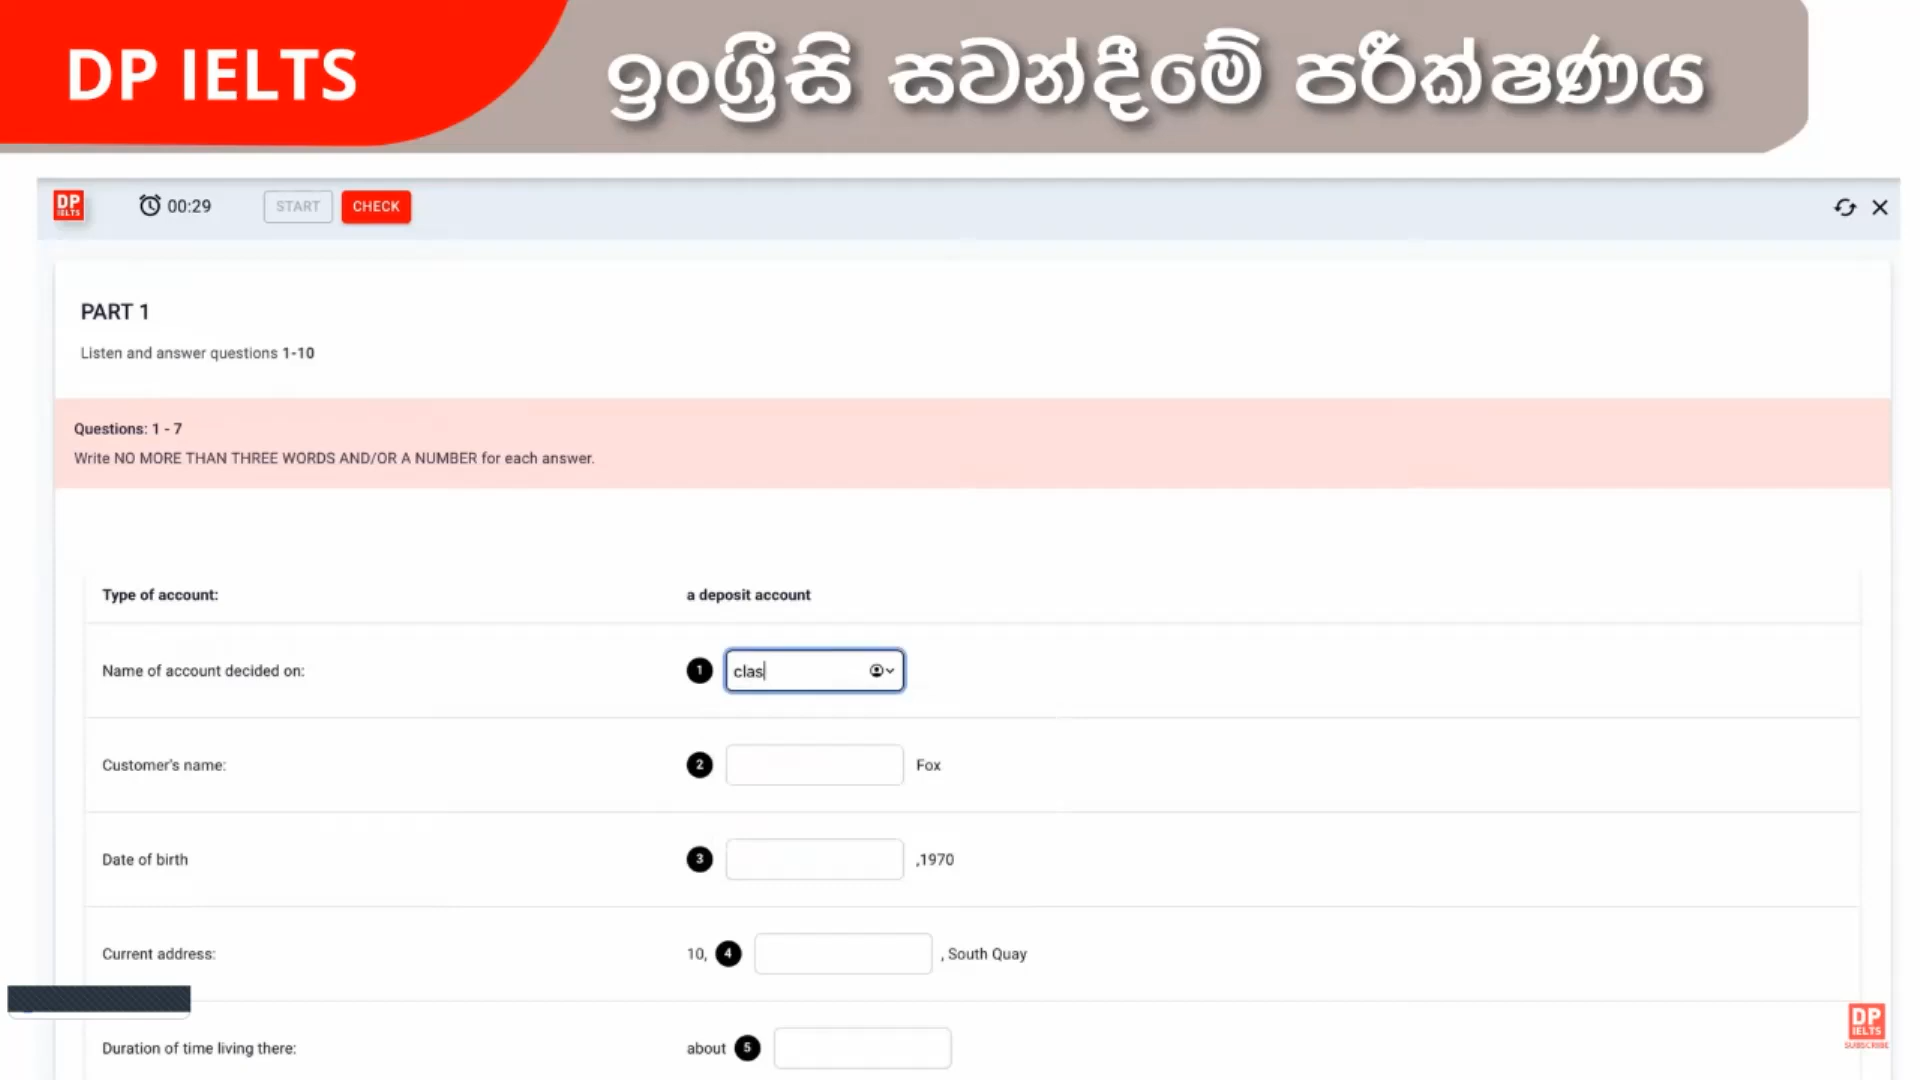 DP IELTS
ඉංග්‍රීසි සවන්දීමේ පරීක්ෂණය
DP
IELTS
00:29
START
CHECK
PART 1
Listen and answer questions 1-10
Questions: 1 - 7
Write NO MORE THAN THREE WORDS AND/OR A NUMBER for each answer.
Type of account: a deposit account
Name of account decided on: 1 clas
Customer's name: 2 Fox
Date of birth 3 ,1970
Current address: 10, 4 , South Quay
Duration of time living there: about 5
DP
IELTS
SUBSCRIBE